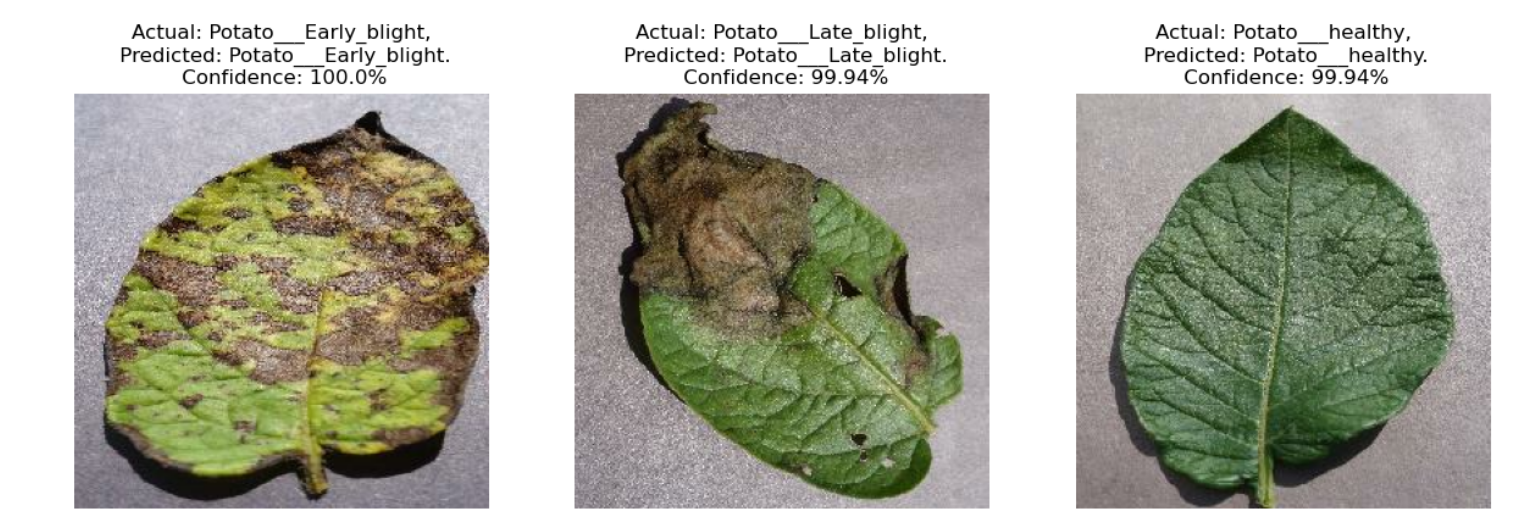 Actual: Potato___Early_blight,
Predicted: Potato___Early_blight.
Confidence: 100.0%
Actual: Potato___Late_blight,
Predicted: Potato___Late_blight.
Confidence: 99.94%
Actual: Potato___healthy,
Predicted: Potato___healthy.
Confidence: 99.94%